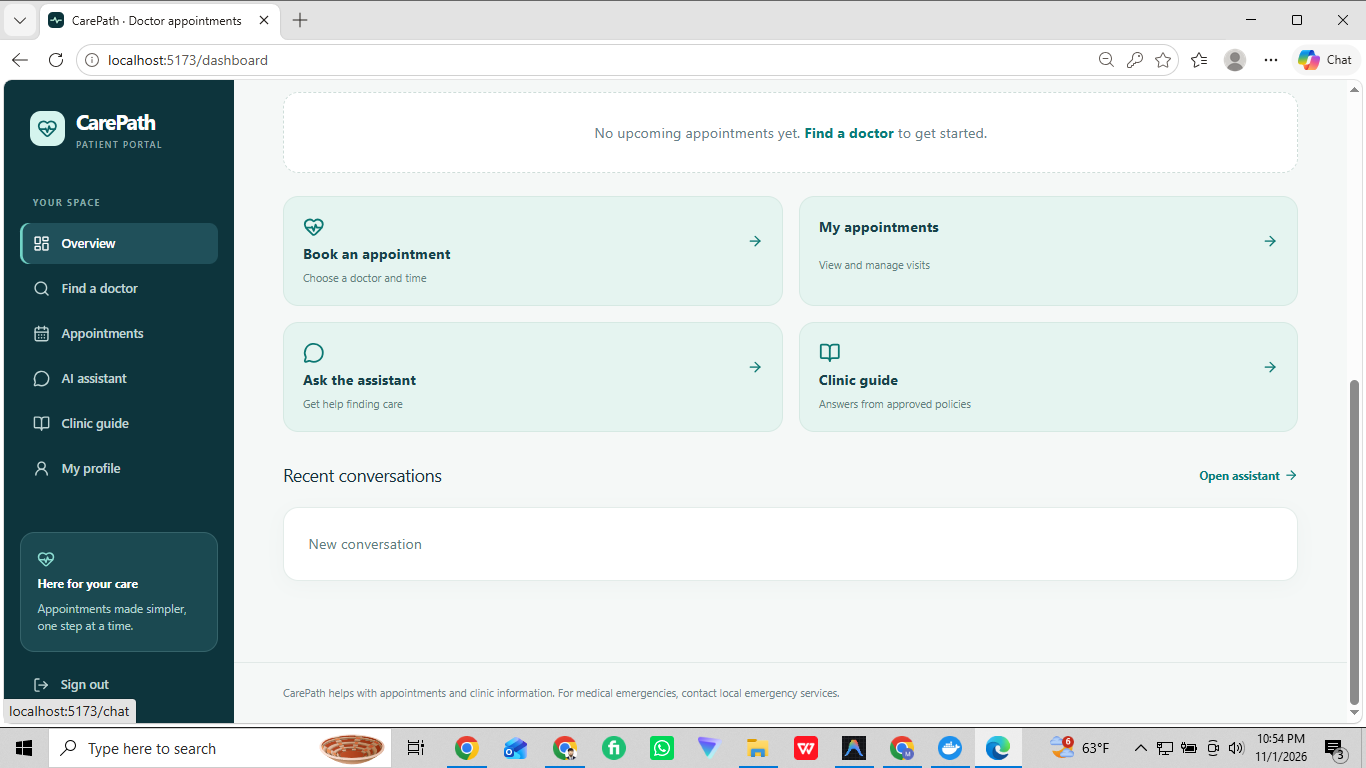 CarePath · Doctor appointments
localhost:5173/dashboard
Chat
CarePath
PATIENT PORTAL
YOUR SPACE
Overview
Find a doctor
Appointments
AI assistant
Clinic guide
My profile
Here for your care
Appointments made simpler,
one step at a time.
Sign out
localhost:5173/chat
No upcoming appointments yet. Find a doctor to get started.
Book an appointment
Choose a doctor and time
My appointments
View and manage visits
Ask the assistant
Get help finding care
Clinic guide
Answers from approved policies
Recent conversations
Open assistant
New conversation
CarePath helps with appointments and clinic information. For medical emergencies, contact local emergency services.
Type here to search
fi
W
M
6
63°F
10:54 PM
11/1/2026
3